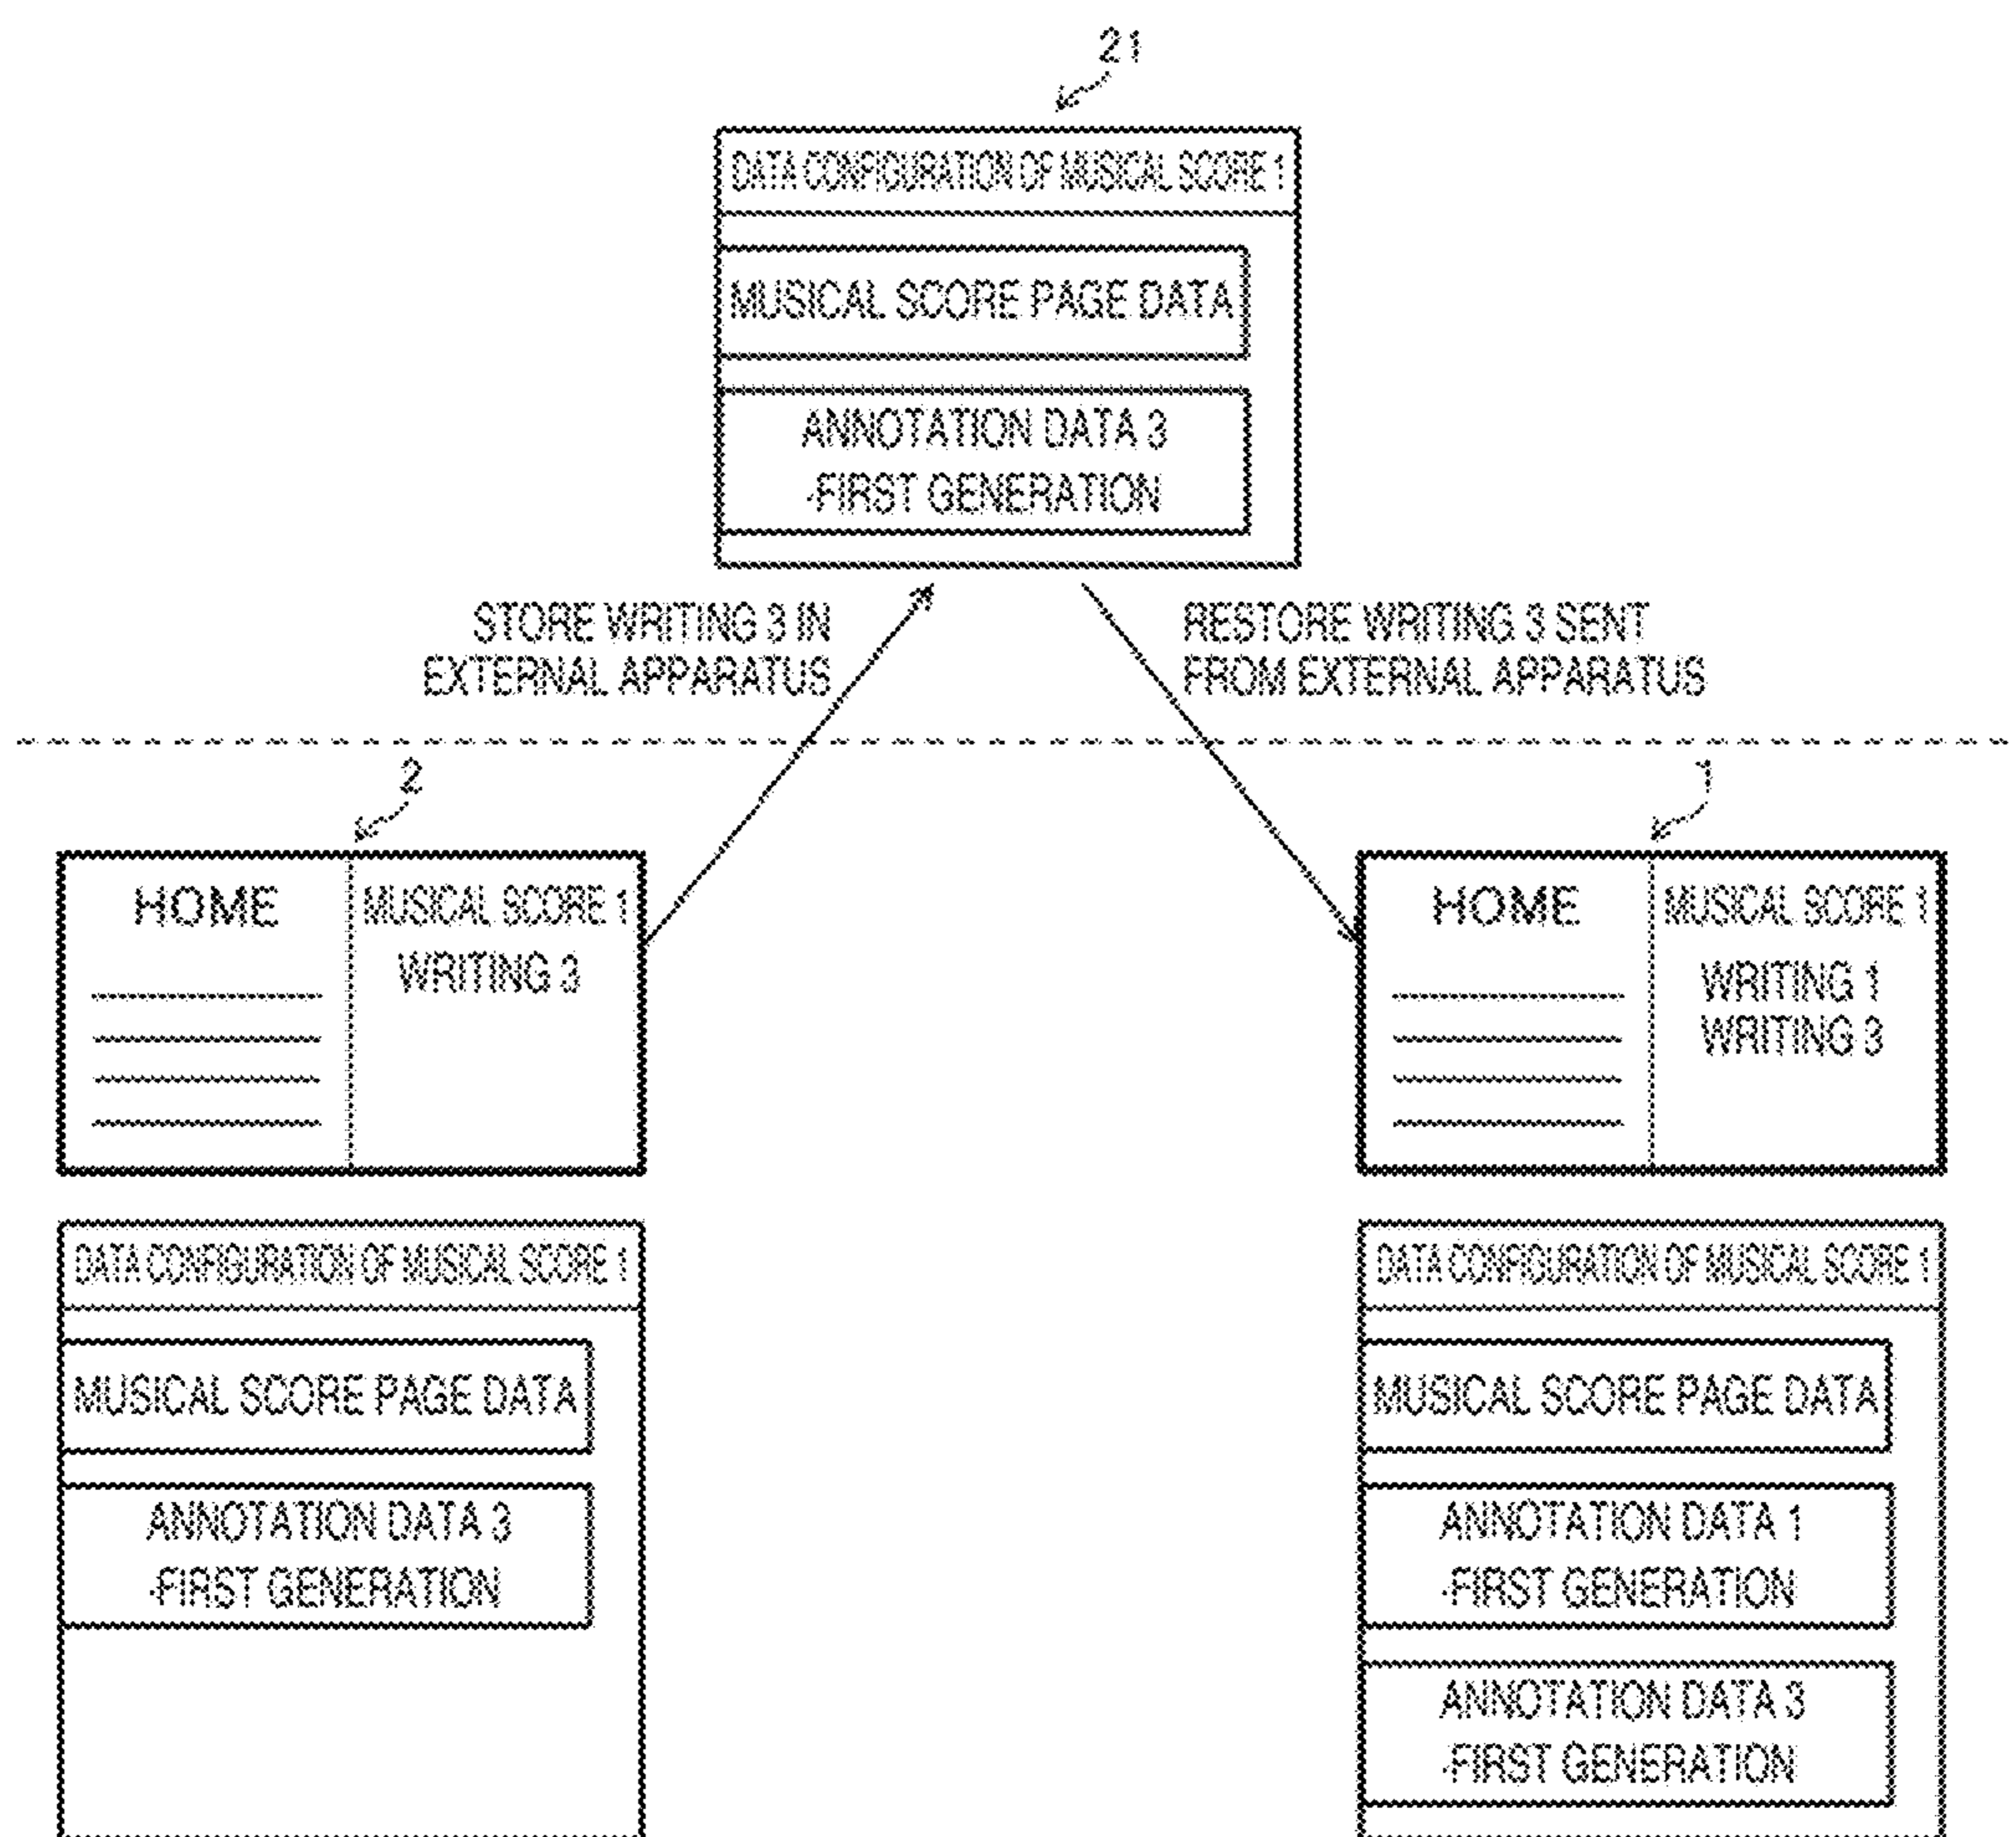 21
DATA CONFIGURATION OF MUSICAL SCORE 1
MUSICAL SCORE PAGE DATA
ANNOTATION DATA 3
·FIRST GENERATION
STORE WRITING 3 IN
EXTERNAL APPARATUS
RESTORE WRITING 3 SENT
FROM EXTERNAL APPARATUS
2
HOME
MUSICAL SCORE 1
WRITING 3
DATA CONFIGURATION OF MUSICAL SCORE 1
MUSICAL SCORE PAGE DATA
ANNOTATION DATA 3
·FIRST GENERATION
1
HOME
MUSICAL SCORE 1
WRITING 1
WRITING 3
DATA CONFIGURATION OF MUSICAL SCORE 1
MUSICAL SCORE PAGE DATA
ANNOTATION DATA 1
·FIRST GENERATION
ANNOTATION DATA 3
·FIRST GENERATION